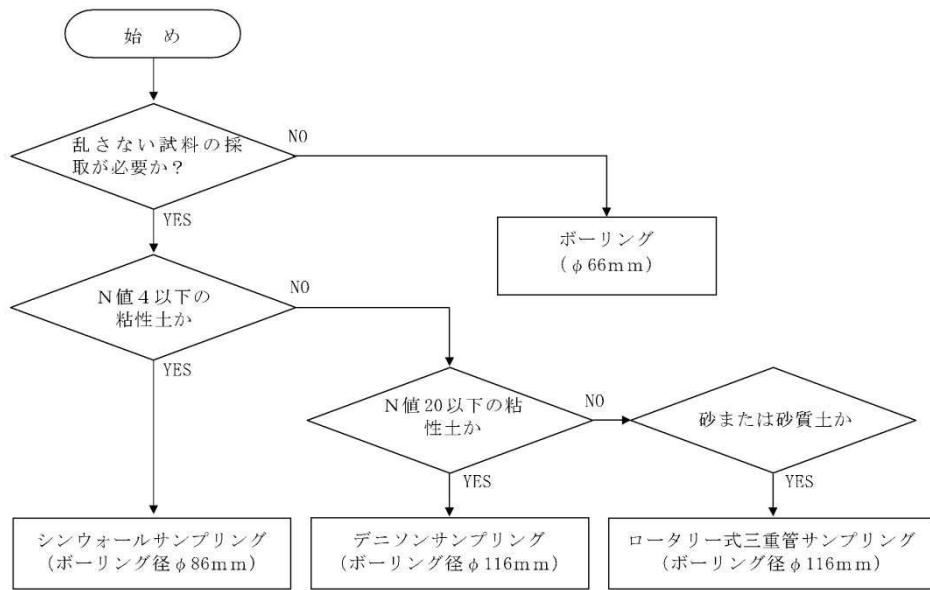 始 め
乱さない試料の採
取が必要か？
NO
YES
ボーリング
(φ66mm)
N値4以下の
粘性土か
NO
YES
N値20以下の粘
性土か
NO
YES
砂または砂質土か
YES
シンウォールサンプリング
(ボーリング径φ86mm)
デニソンサンプリング
(ボーリング径φ116mm)
ロータリー式三重管サンプリング
(ボーリング径φ116mm)